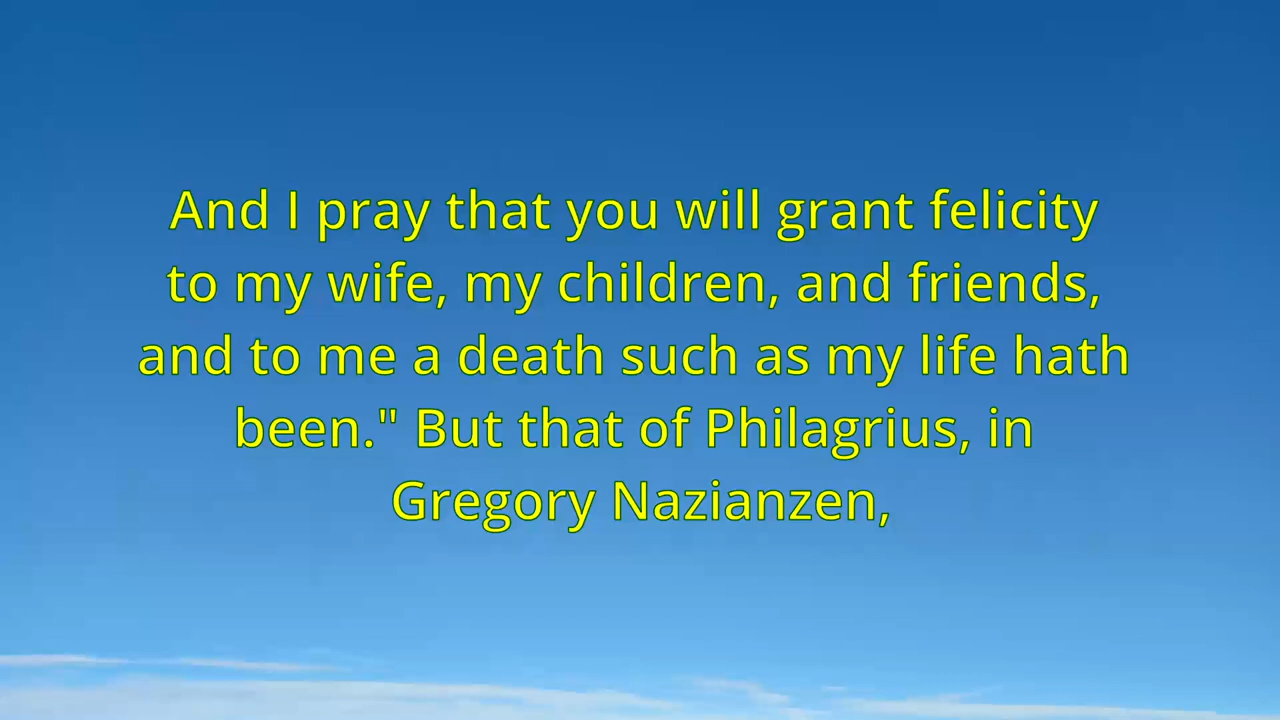 And I pray that you will grant felicity
to my wife, my children, and friends,
and to me a death such as my life hath
been." But that of Philagrius, in
Gregory Nazianzen,